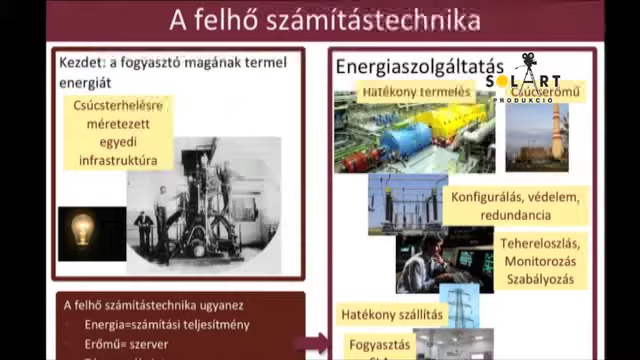 A felhő számítástechnika
Kezdet: a fogyasztó magának termel
energiát
Csúcsterhelésre
méretezett
egyedi
infrastruktúra
A felhő számítástechnika ugyanez
Energia=számítási teljesítmény
Erőmű= szerver
Energiaszolgáltatás
SOLART
PRODUKCIÓ
Hatékony termelés
Csúcserőmű
Konfigurálás, védelem,
redundancia
Tehereloszlás,
Monitorozás
Szabályozás
Hatékony szállítás
Fogyasztás